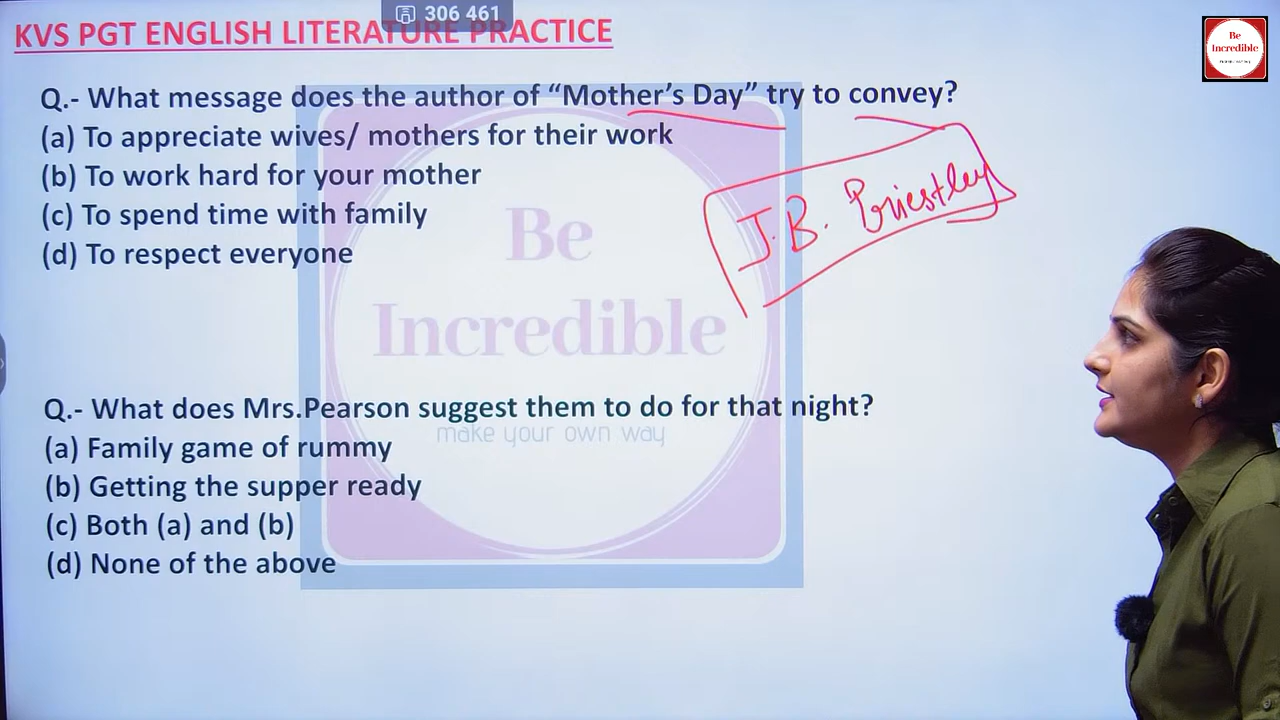 306 461
KVS PGT ENGLISH LITERATURE PRACTICE
Be
Incredible
Q.- What message does the author of “Mother’s Day” try to convey?
(a) To appreciate wives/ mothers for their work
(b) To work hard for your mother
(c) To spend time with family
(d) To respect everyone
J.B. Priestley
Be
Incredible
make your own way
Q.- What does Mrs.Pearson suggest them to do for that night?
(a) Family game of rummy
(b) Getting the supper ready
(c) Both (a) and (b)
(d) None of the above